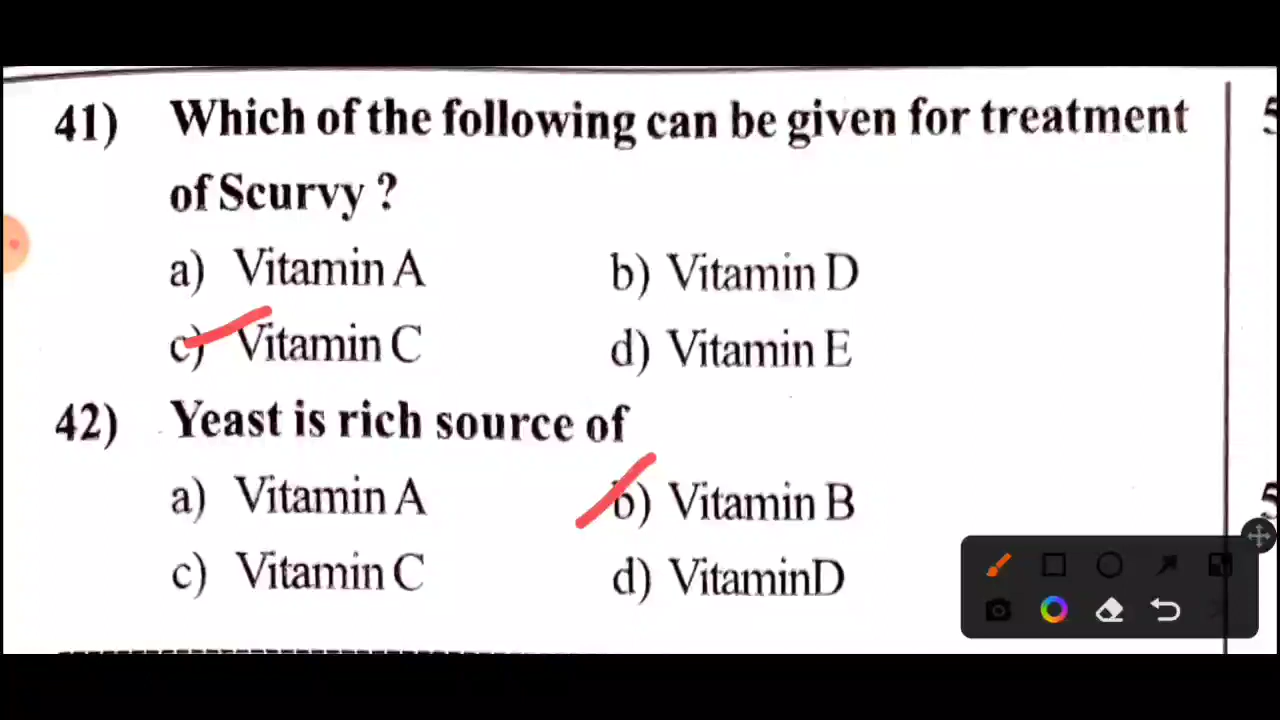 41) Which of the following can be given for treatment
of Scurvy ?
a) Vitamin A b) Vitamin D
c) Vitamin C d) Vitamin E
42) Yeast is rich source of
a) Vitamin A b) Vitamin B
c) Vitamin C d) VitaminD